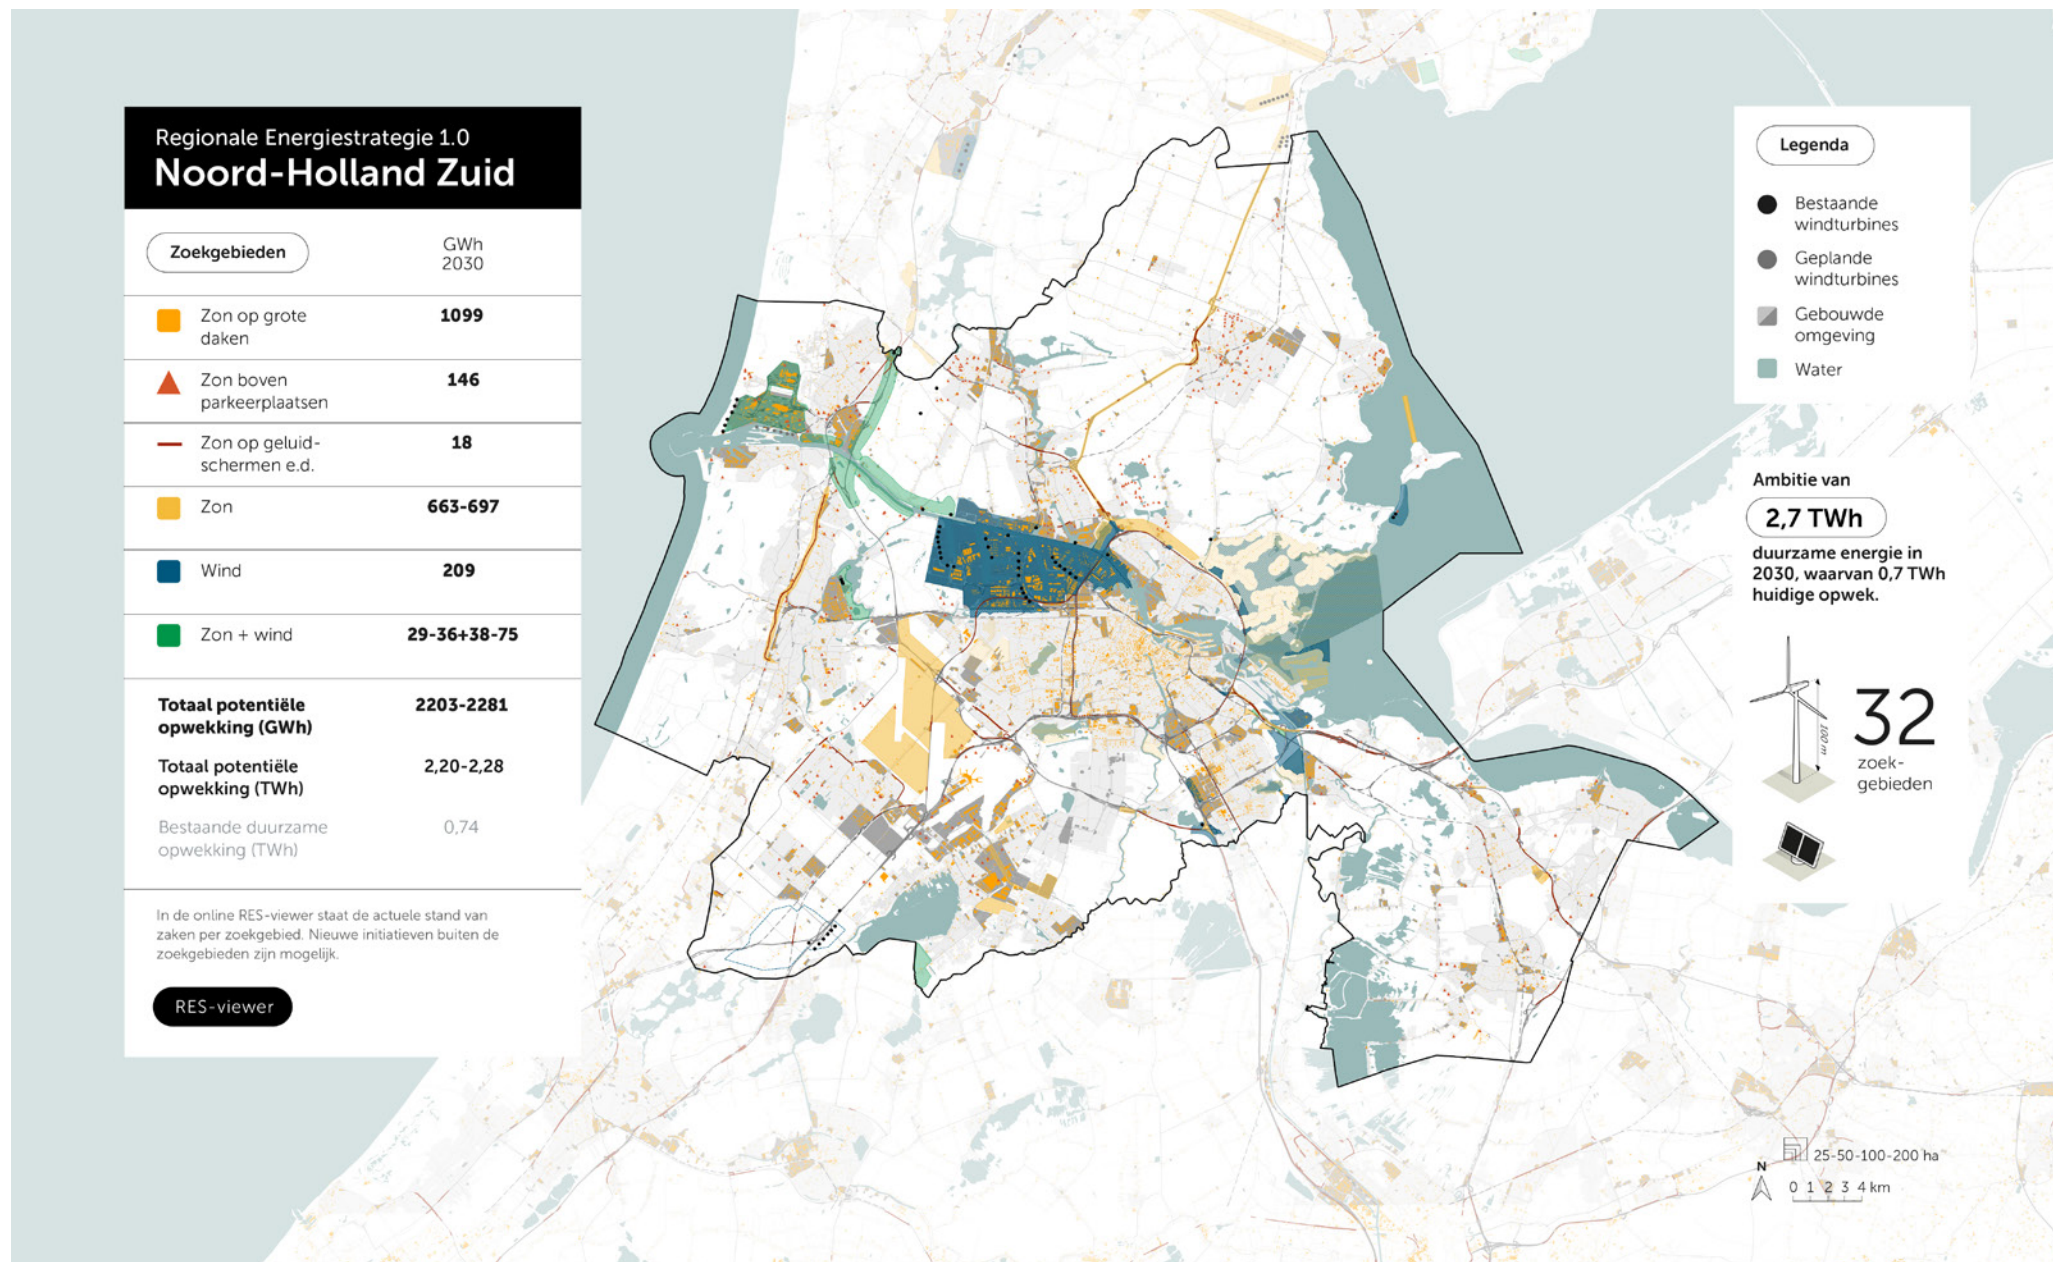 Regionale Energiestrategie 1.0
Noord-Holland Zuid
Zoekgebieden
GWh
2030
Zon op grote
daken
1099
Zon boven
parkeerplaatsen
146
Zon op geluid-
schermen e.d.
18
Zon
663-697
Wind
209
Zon + wind
29-36+38-75
Totaal potentiële
opwekking (GWh)
2203-2281
Totaal potentiële
opwekking (TWh)
2,20-2,28
Bestaande duurzame
opwekking (TWh)
0,74
In de online RES-viewer staat de actuele stand van
zaken per zoekgebied. Nieuwe initiatieven buiten de
zoekgebieden zijn mogelijk.
RES-viewer
Legenda
Bestaande
windturbines
Geplande
windturbines
Gebouwde
omgeving
Water
Ambitie van
2,7 TWh
duurzame energie in
2030, waarvan 0,7 TWh
huidige opwek.
100 m
32
zoek-
gebieden
25-50-100-200 ha
N
0 1 2 3 4 km